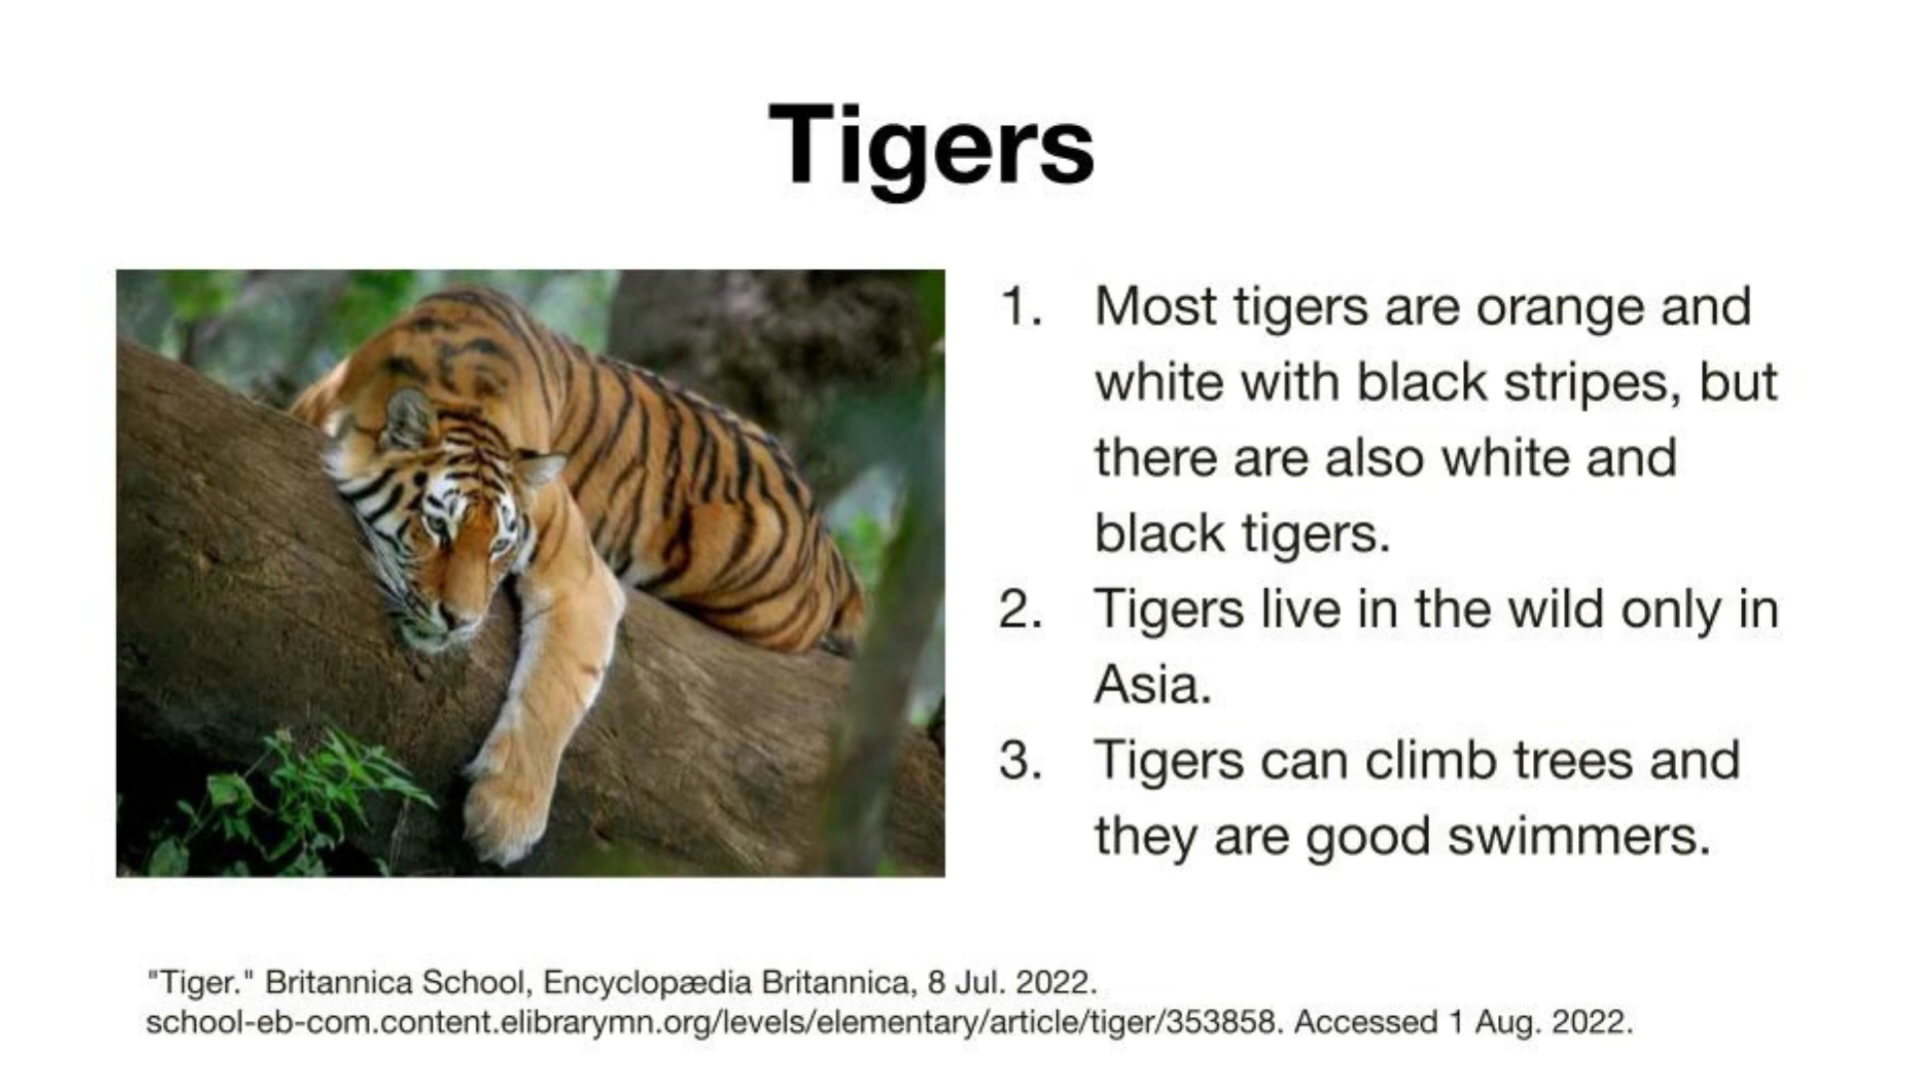 Tigers
1. Most tigers are orange and
white with black stripes, but
there are also white and
black tigers.
2. Tigers live in the wild only in
Asia.
3. Tigers can climb trees and
they are good swimmers.
"Tiger." Britannica School, Encyclopædia Britannica, 8 Jul. 2022.
school-eb-com.content.elibrarymn.org/levels/elementary/article/tiger/353858. Accessed 1 Aug. 2022.